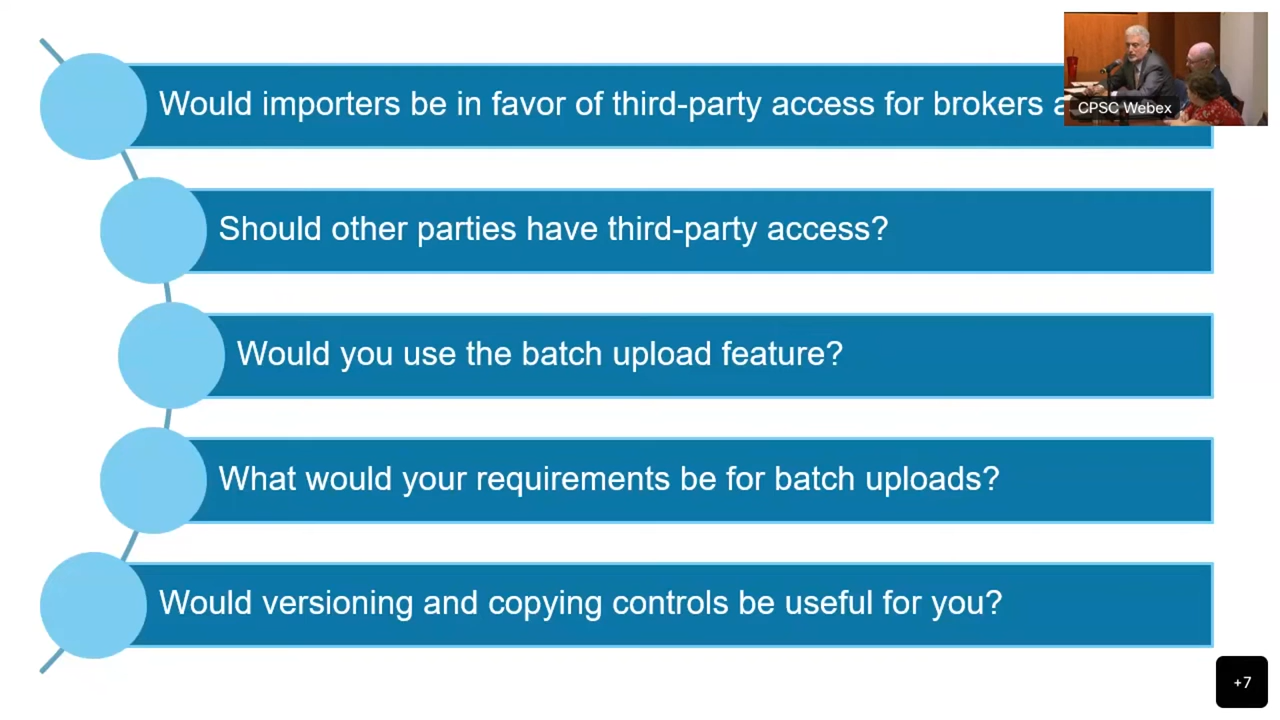 Would importers be in favor of third-party access for brokers
CPSC Webex
Should other parties have third-party access?
Would you use the batch upload feature?
What would your requirements be for batch uploads?
Would versioning and copying controls be useful for you?
+7